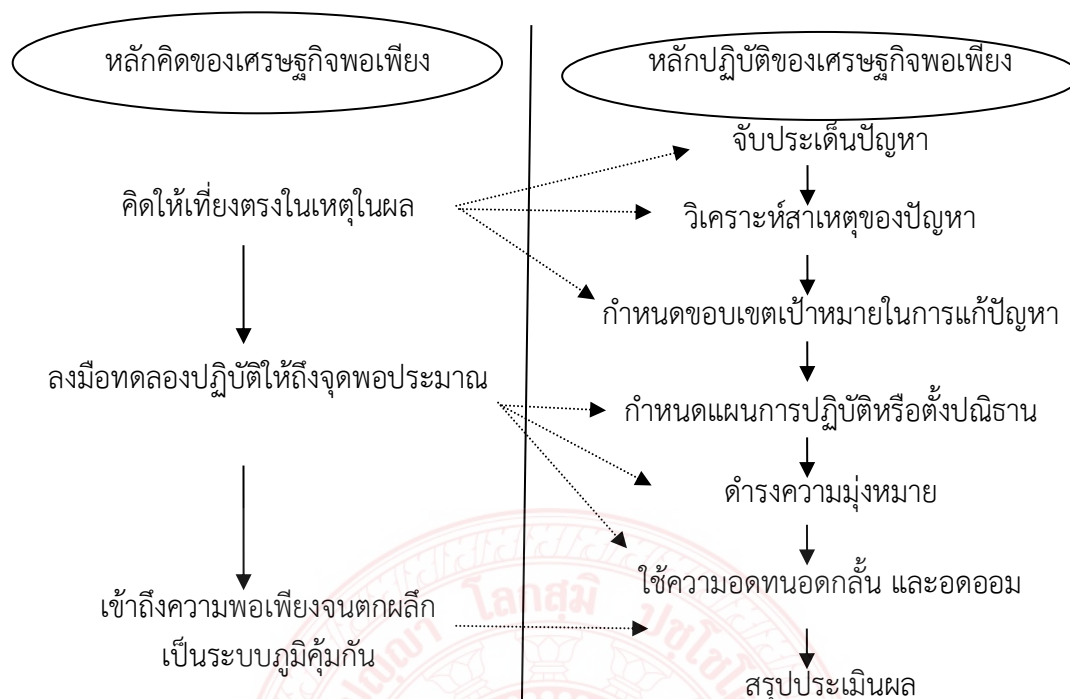 หลักคิดของเศรษฐกิจพอเพียง
คิดให้เที่ยงตรงในเหตุในผล
ลงมือทดลองปฏิบัติให้ถึงจุดพอประมาณ
เข้าถึงความพอเพียงจนตกผลึก
เป็นระบบภูมิคุ้มกัน
หลักปฏิบัติของเศรษฐกิจพอเพียง
จับประเด็นปัญหา
วิเคราะห์สาเหตุของปัญหา
กำหนดขอบเขตเป้าหมายในการแก้ปัญหา
กำหนดแผนการปฏิบัติหรือตั้งปณิธาน
ดำรงความมุ่งหมาย
ใช้ความอดทนอดกลั้น และอดออม
สรุปประเมินผล
โลกสฺมิ